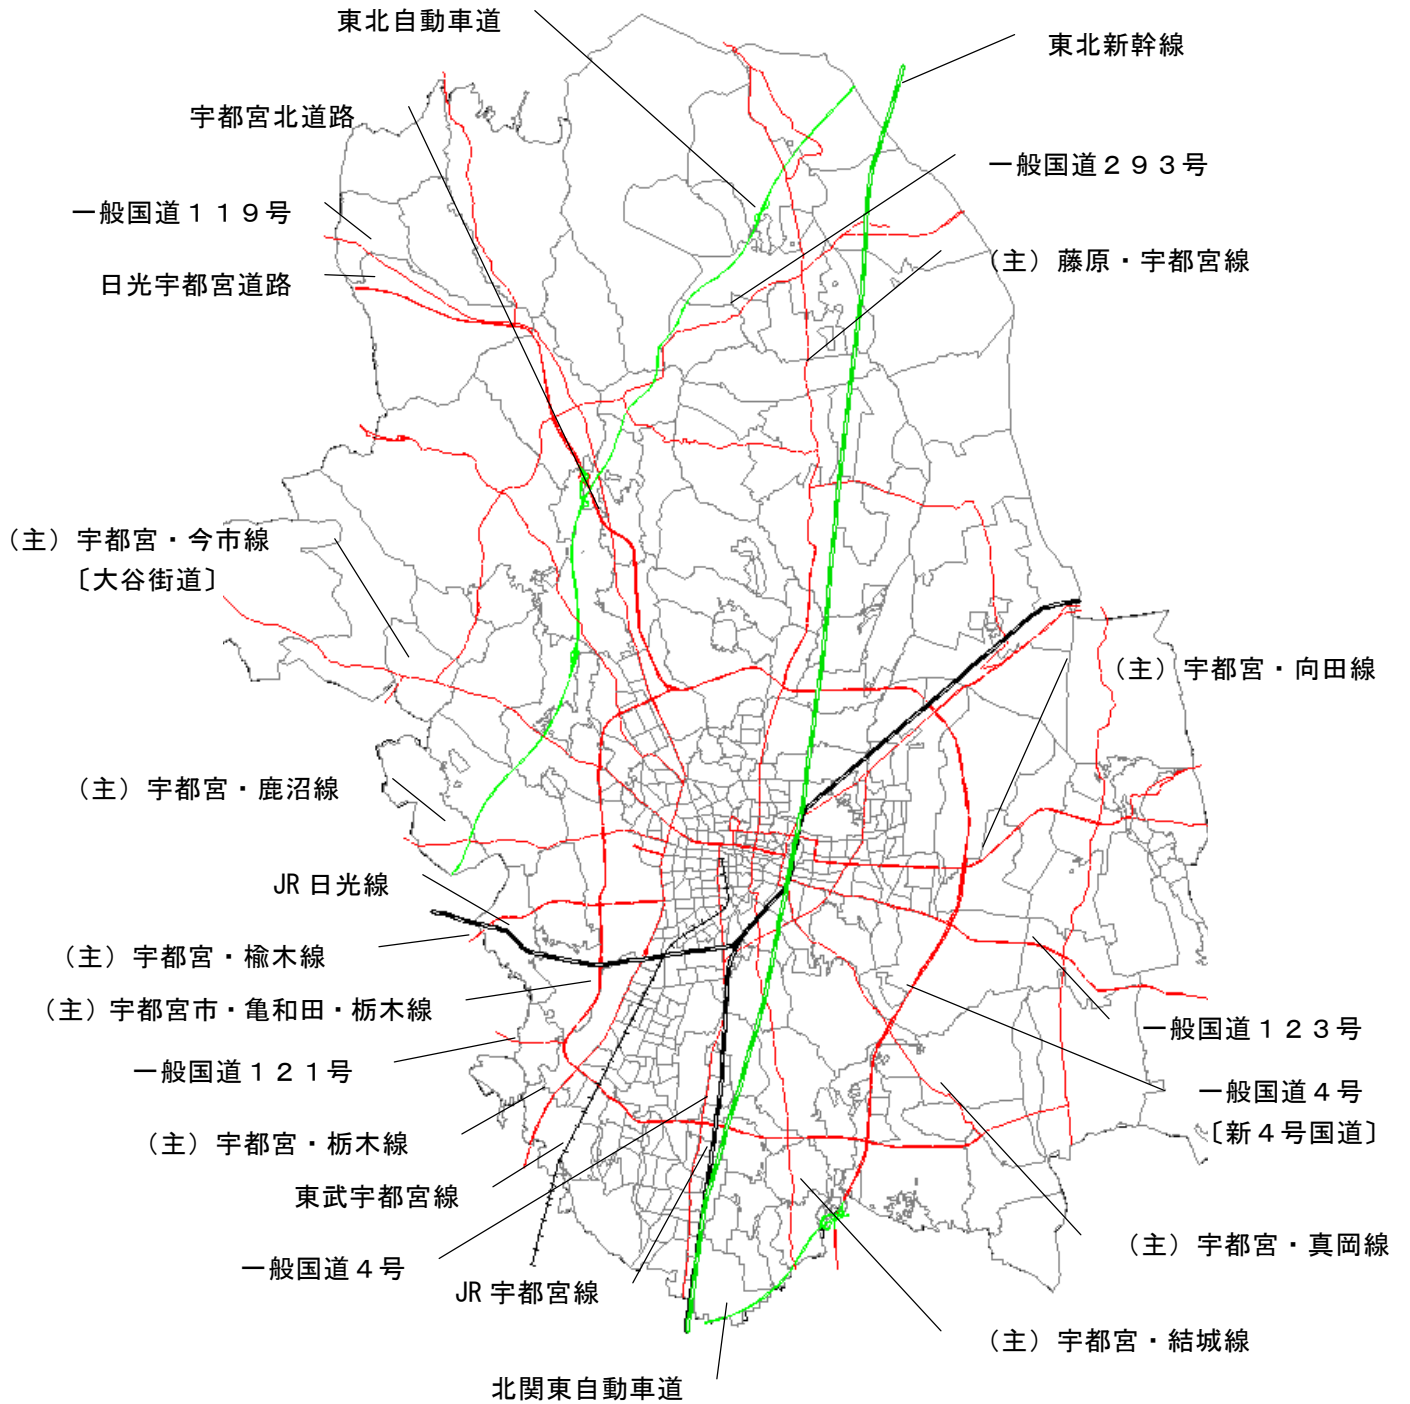 東北自動車道
東北新幹線
宇都宮北道路
一般国道２９３号
一般国道１１９号
（主）藤原・宇都宮線
日光宇都宮道路
（主）宇都宮・今市線
〔大谷街道〕
（主）宇都宮・向田線
（主）宇都宮・鹿沼線
JR 日光線
（主）宇都宮・楡木線
（主）宇都宮市・亀和田・栃木線
一般国道１２３号
一般国道１２１号
一般国道４号
〔新４号国道〕
（主）宇都宮・栃木線
東武宇都宮線
（主）宇都宮・真岡線
一般国道４号
JR 宇都宮線
（主）宇都宮・結城線
北関東自動車道